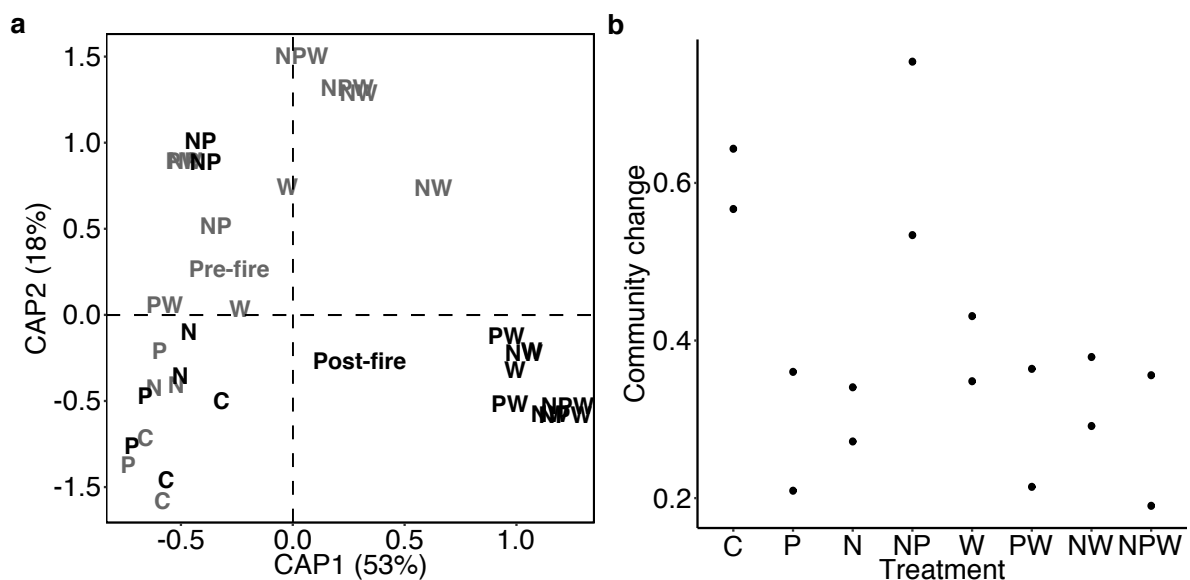 a
CAP2 (18%)
1.5
1.0
0.5
0.0
-0.5
-1.5
NPW
NPW
NW
NP
NP
W
NW
NP
Pre-fire
PW
W
N
P
Post-fire
PW
NW
W
N
N
N
P
C
PW
NPW
C
P
P
C
C
-0.5
0.0
0.5
1.0
CAP1 (53%)
b
Community change
0.6
0.4
0.2
C
P
N
NP
W
PW
NW
NPW
Treatment